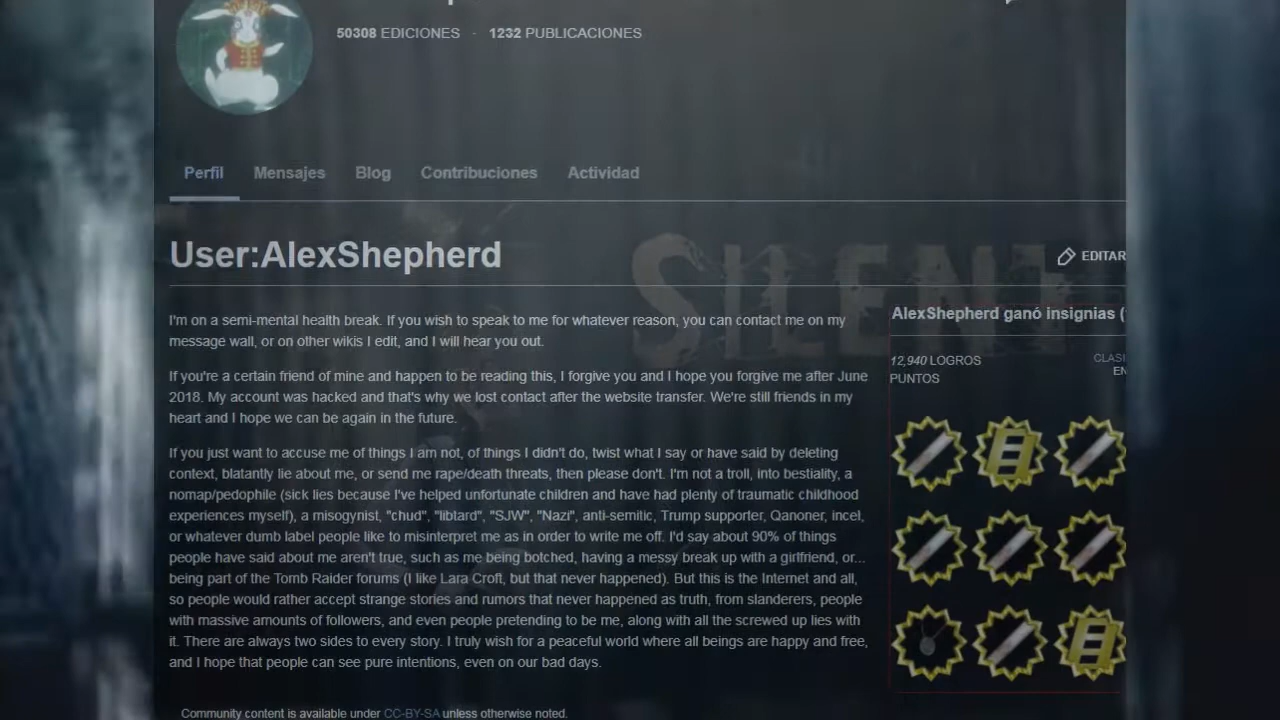 50308 EDICIONES - 1232 PUBLICACIONES
Perfil Mensajes Blog Contribuciones Actividad
User:AlexShepherd
EDITAR
SILENT
I'm on a semi-mental health break. If you wish to speak to me for whatever reason, you can contact me on my
message wall, or on other wikis I edit, and I will hear you out.
If you're a certain friend of mine and happen to be reading this, I forgive you and I hope you forgive me after June
2018. My account was hacked and that's why we lost contact after the website transfer. We're still friends in my
heart and I hope we can be again in the future.
If you just want to accuse me of things I am not, of things I didn't do, twist what I say or have said by deleting
context, blatantly lie about me, or send me rape/death threats, then please don't. I'm not a troll, into bestiality, a
nomap/pedophile (sick lies because I've helped unfortunate children and have had plenty of traumatic childhood
experiences myself), a misogynist, "chud", "libtard", "SJW", "Nazi", anti-semitic, Trump supporter, Qanoner, incel,
or whatever dumb label people like to misinterpret me as in order to write me off. I'd say about 90% of things
people have said about me aren't true, such as me being botched, having a messy break up with a girlfriend, or...
being part of the Tomb Raider forums (I like Lara Croft, but that never happened). But this is the Internet and all,
so people would rather accept strange stories and rumors that never happened as truth, from slanderers, people
with massive amounts of followers, and even people pretending to be me, along with all the screwed up lies with
it. There are always two sides to every story. I truly wish for a peaceful world where all beings are happy and free,
and I hope that people can see pure intentions, even on our bad days.
AlexShepherd ganó insignias (
12,940 LOGROS
PUNTOS
CLASI
EN
Community content is available under CC-BY-SA unless otherwise noted.